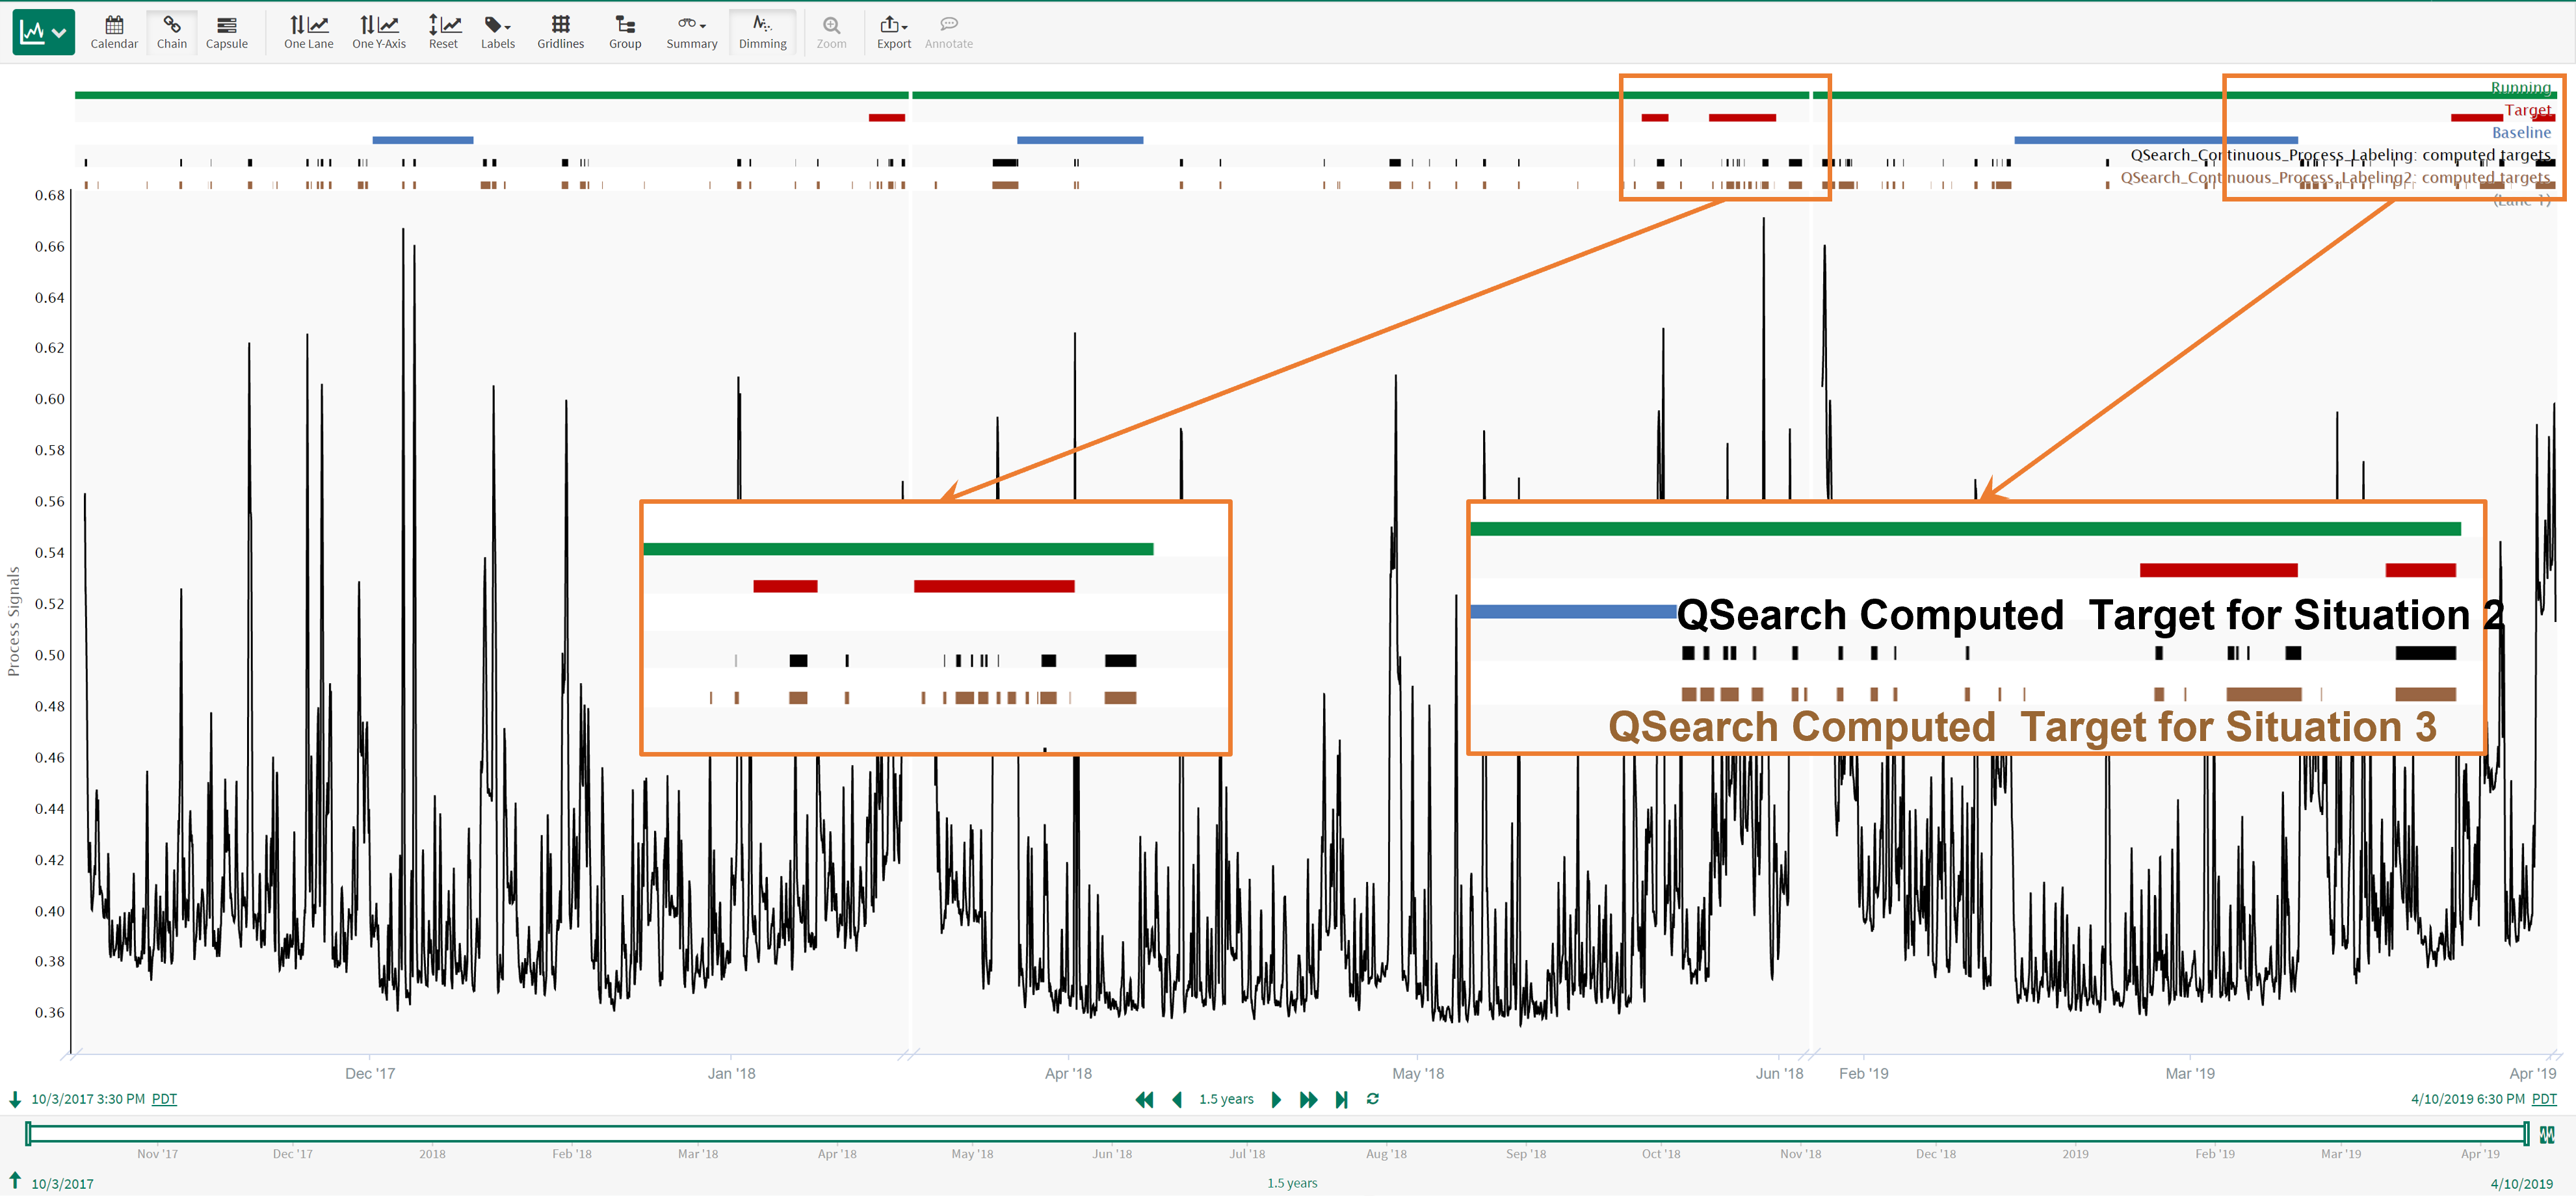 Calendar Chain Capsule One Lane One Y-Axis Reset Labels Gridlines Group Summary Dimming Zoom Export Annotate
Running
Target
Baseline
QSearch_Continuous_Process_Labeling: computed targets
QSearch_Continuous_Process_Labeling2: computed targets
(Lane 1)
0.68
0.66
0.64
0.62
0.60
0.58
0.56
0.54
0.52
0.50
0.48
0.46
0.44
0.42
0.40
0.38
0.36
Process Signals
QSearch Computed Target for Situation 2
QSearch Computed Target for Situation 3
Dec '17 Jan '18 Apr '18 May '18 Jun '18 Feb '19 Mar '19 Apr '19
10/3/2017 3:30 PM PDT 1.5 years 4/10/2019 6:30 PM PDT
Nov '17 Dec '17 2018 Feb '18 Mar '18 Apr '18 May '18 Jun '18 Jul '18 Aug '18 Sep '18 Oct '18 Nov '18 Dec '18 2019 Feb '19 Mar '19 Apr '19
10/3/2017 1.5 years 4/10/2019